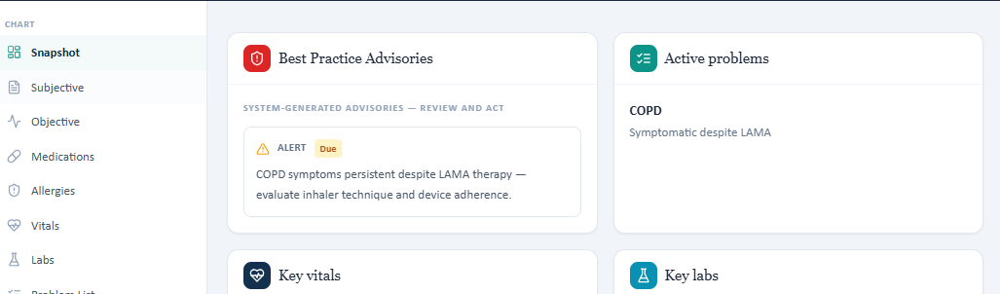 CHART
Snapshot
Subjective
Objective
Medications
Allergies
Vitals
Labs
Problem List
Best Practice Advisories
SYSTEM-GENERATED ADVISORIES — REVIEW AND ACT
ALERT Due
COPD symptoms persistent despite LAMA therapy —
evaluate inhaler technique and device adherence.
Active problems
COPD
Symptomatic despite LAMA
Key vitals
Key labs